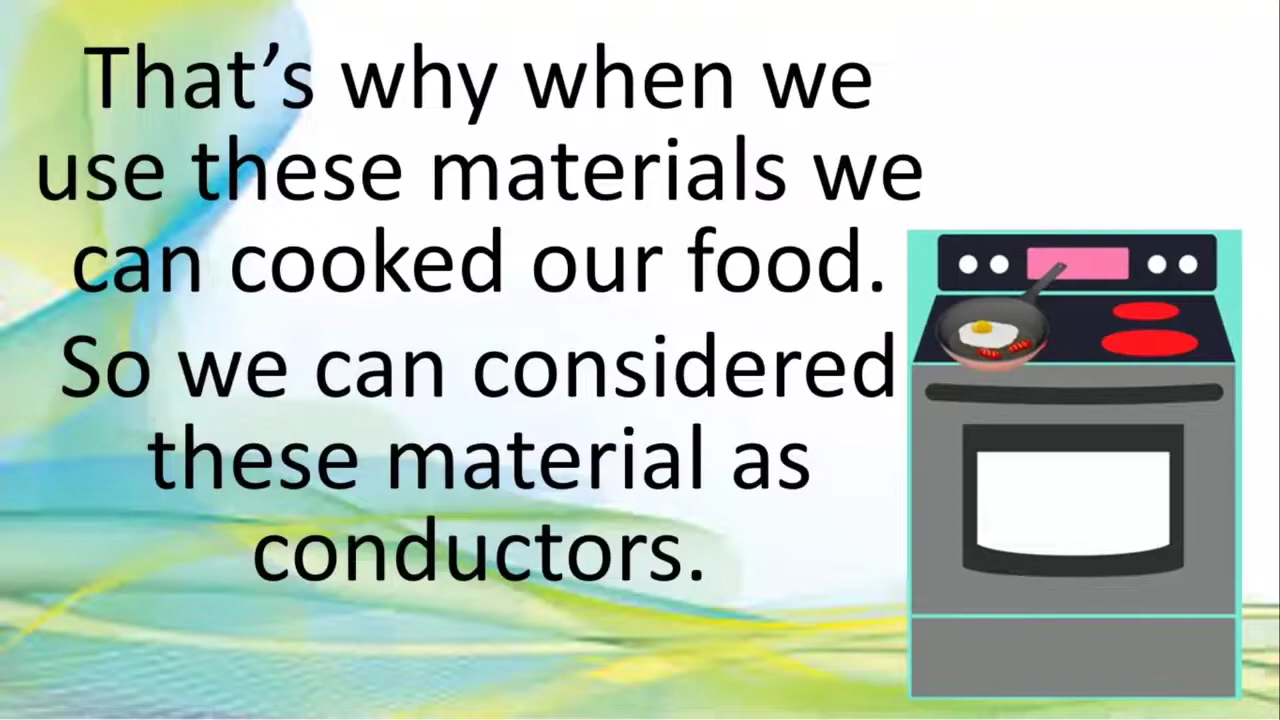 That’s why when we
use these materials we
can cooked our food.
So we can considered
these material as
conductors.